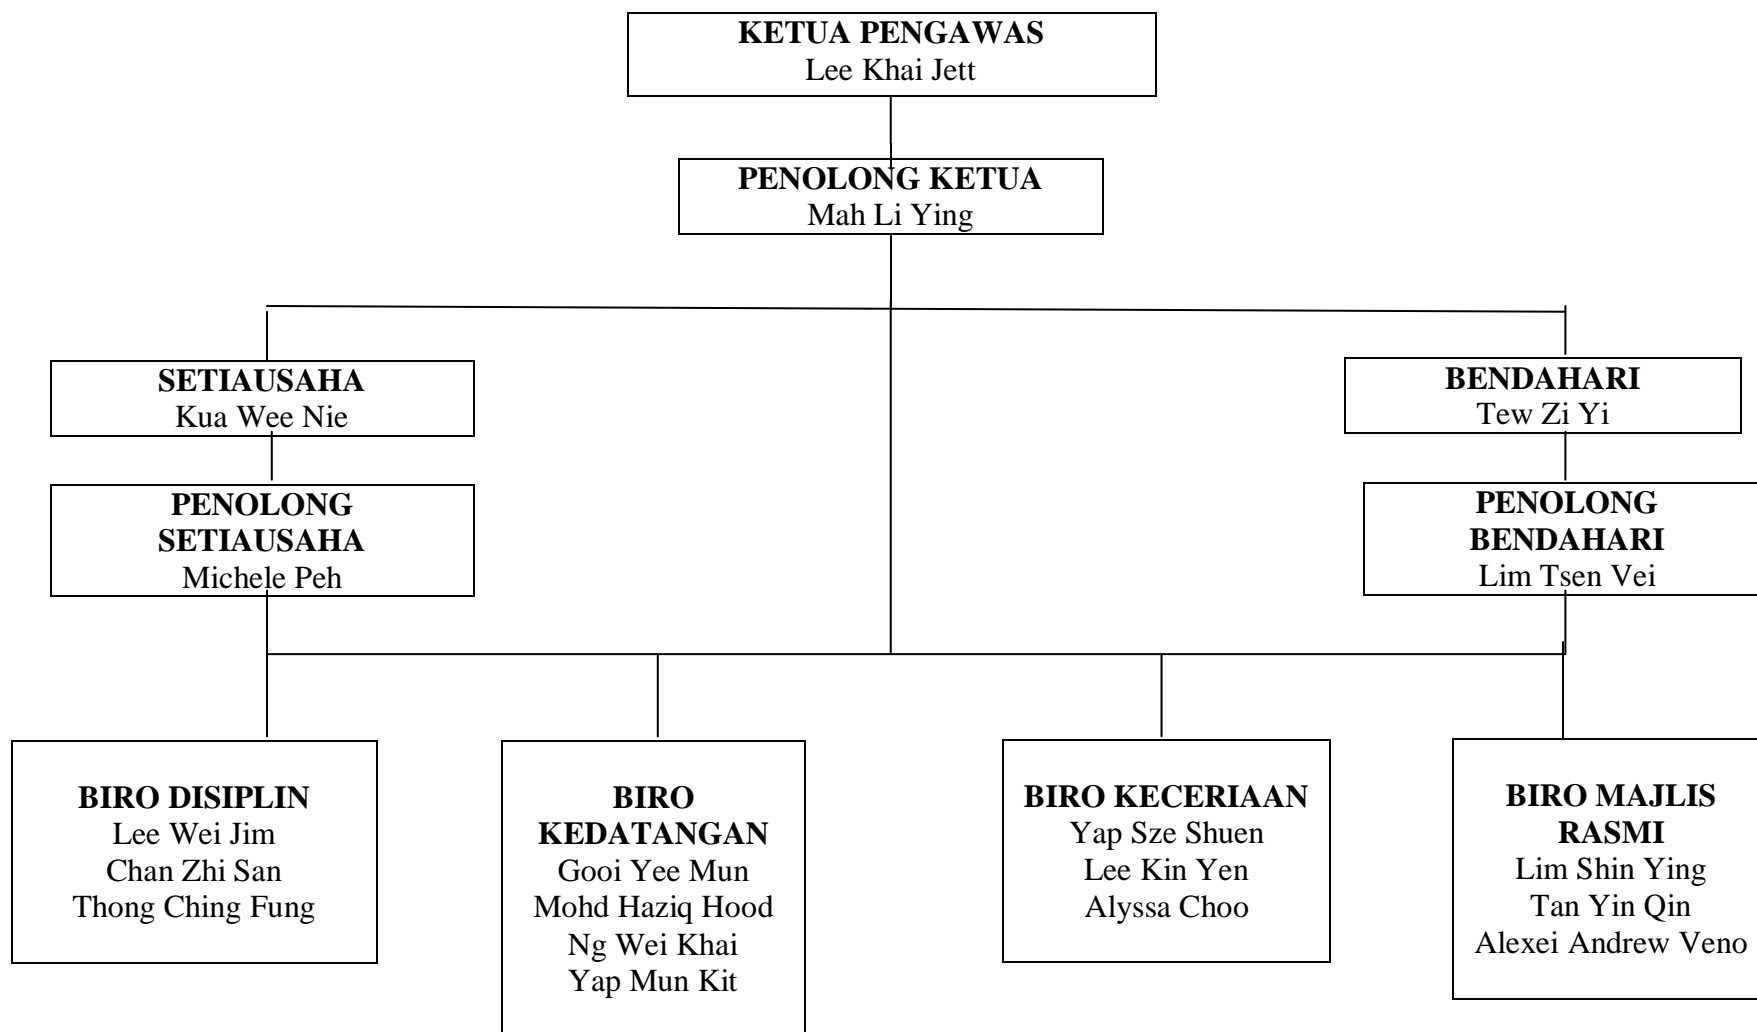 KETUA PENGAWAS
Lee Khai Jett
PENOLONG KETUA
Mah Li Ying
SETIAUSAHA
Kua Wee Nie
BENDAHARI
Tew Zi Yi
PENOLONG
SETIAUSAHA
Michele Peh
PENOLONG
BENDAHARI
Lim Tsen Vei
BIRO DISIPLIN
Lee Wei Jim
Chan Zhi San
Thong Ching Fung
BIRO
KEDATANGAN
Gooi Yee Mun
Mohd Haziq Hood
Ng Wei Khai
Yap Mun Kit
BIRO KECERIAAN
Yap Sze Shuen
Lee Kin Yen
Alyssa Choo
BIRO MAJLIS
RASMI
Lim Shin Ying
Tan Yin Qin
Alexei Andrew Veno